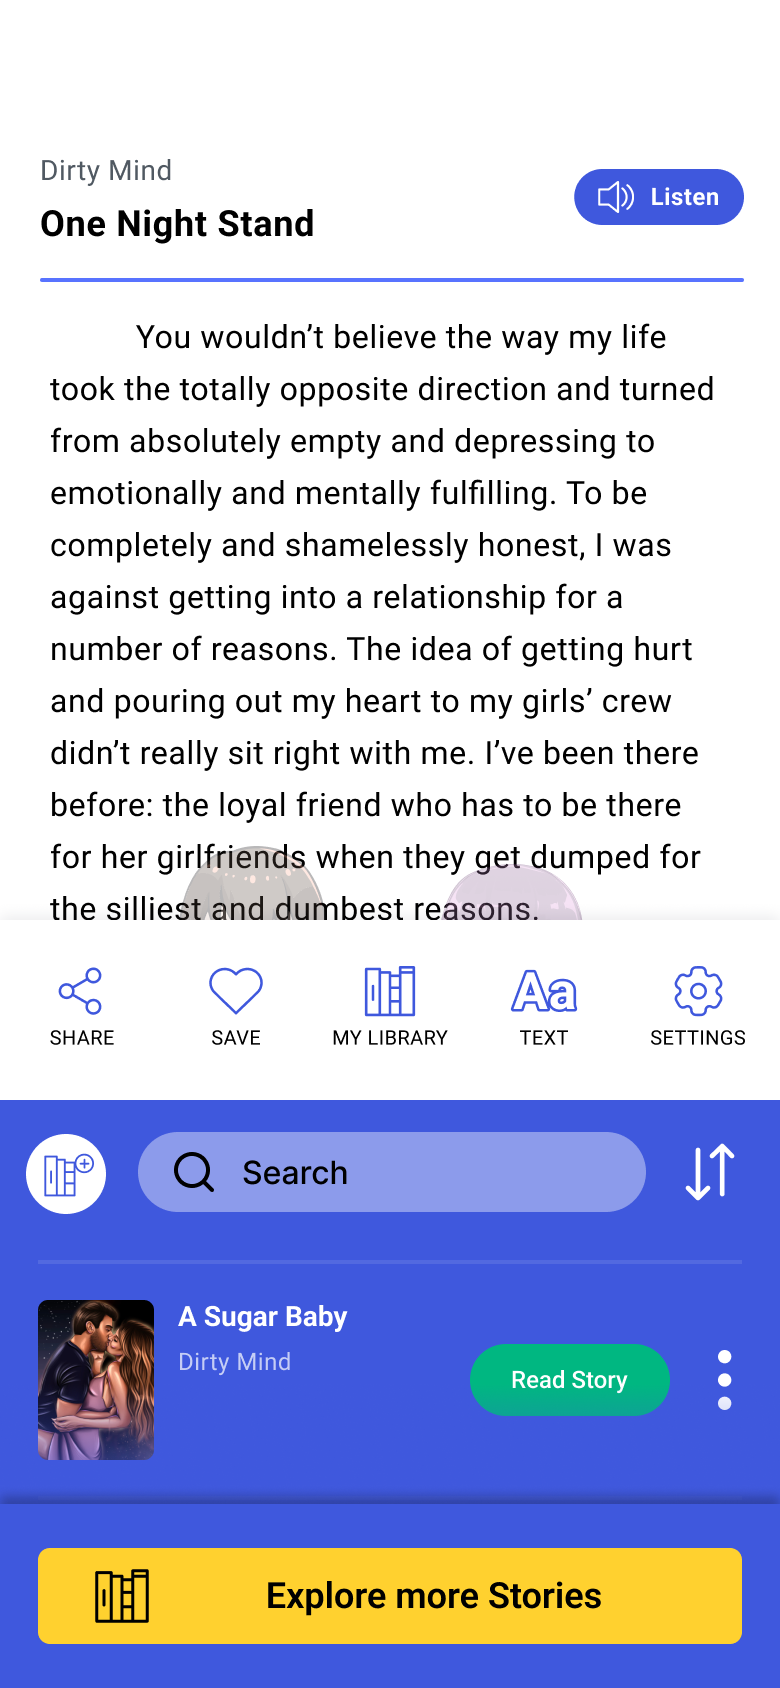 Dirty Mind
One Night Stand
Listen
You wouldn’t believe the way my life
took the totally opposite direction and turned
from absolutely empty and depressing to
emotionally and mentally fulfilling. To be
completely and shamelessly honest, I was
against getting into a relationship for a
number of reasons. The idea of getting hurt
and pouring out my heart to my girls’ crew
didn’t really sit right with me. I’ve been there
before: the loyal friend who has to be there
for her girlfriends when they get dumped for
the silliest and dumbest reasons.
SHARE
SAVE
MY LIBRARY
Aa
TEXT
SETTINGS
Search
A Sugar Baby
Dirty Mind
Read Story
Explore more Stories